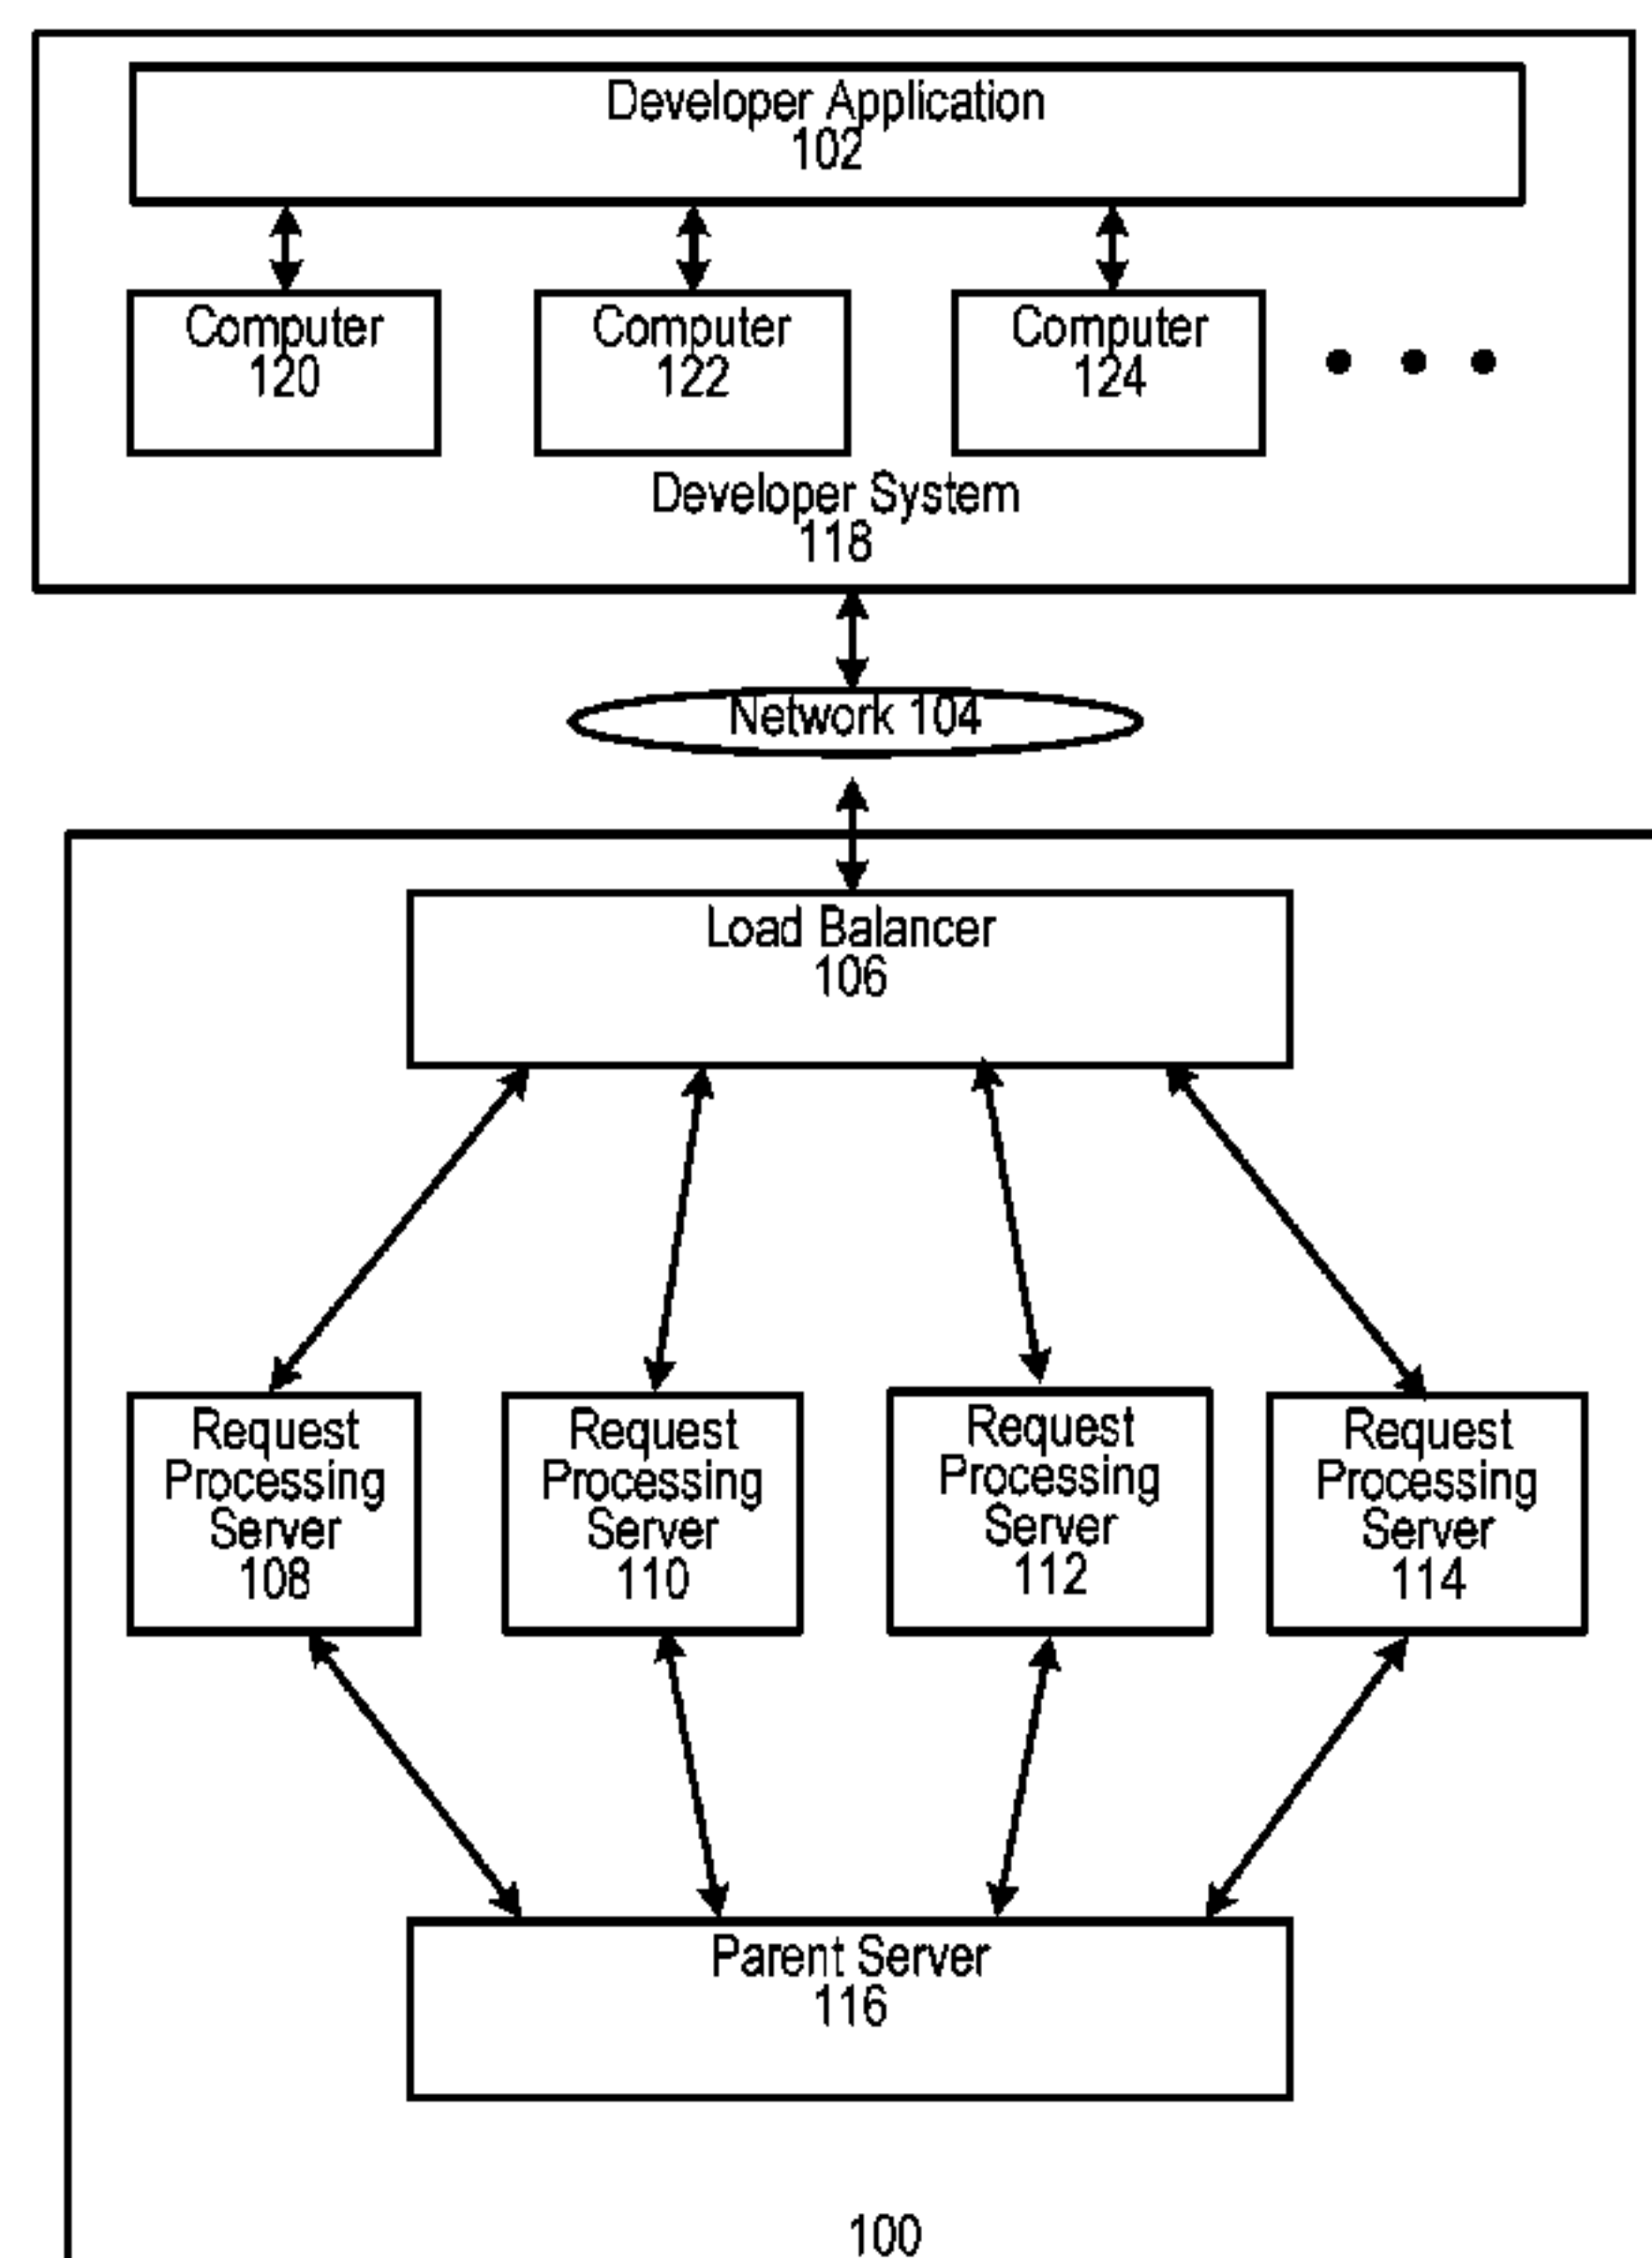 Developer Application
102
Computer
120
Computer
122
Computer
124
Developer System
118
Network 104
Load Balancer
106
Request
Processing
Server
108
Request
Processing
Server
110
Request
Processing
Server
112
Request
Processing
Server
114
Parent Server
116
100